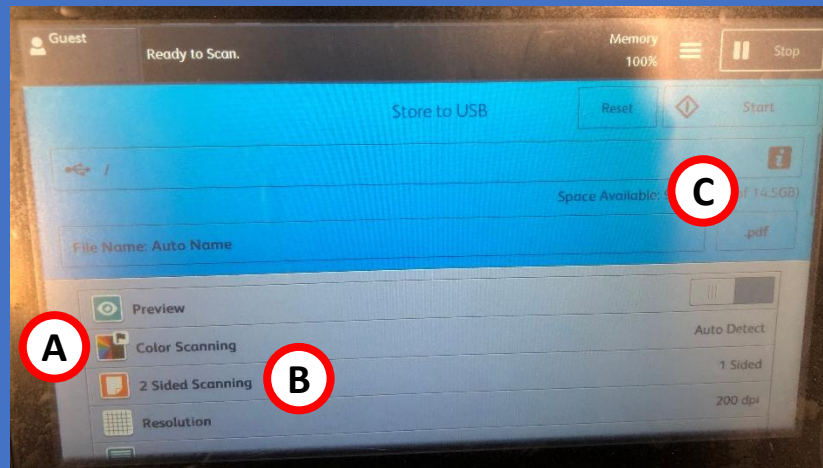 Guest
Ready to Scan.
Memory
100%
Stop
Store to USB
Reset
Start
/
i
Space Available: of 14.5GB)
C
File Name: Auto Name
.pdf
Preview
A
Color Scanning
Auto Detect
2 Sided Scanning
B
1 Sided
Resolution
200 dpi